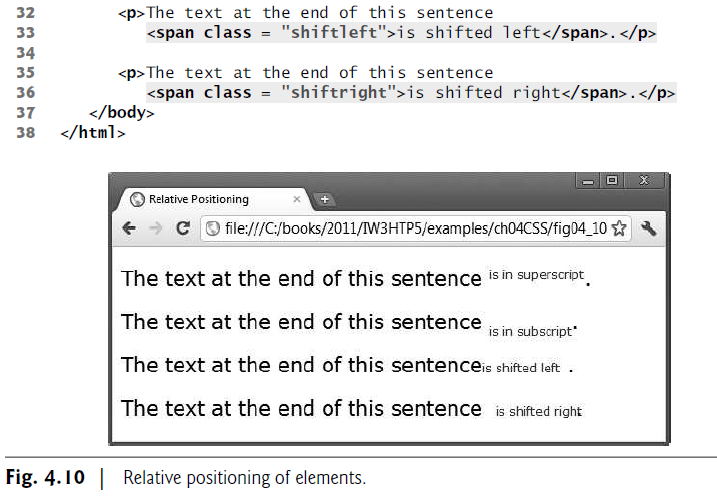 32 <p>The text at the end of this sentence
33 <span class = "shiftleft">is shifted left</span>.</p>
34
35 <p>The text at the end of this sentence
36 <span class = "shiftright">is shifted right</span>.</p>
37 </body>
38 </html>
Relative Positioning
file:///C:/books/2011/IW3HTP5/examples/ch04CSS/fig04_10
The text at the end of this sentence is in superscript.
The text at the end of this sentence is in subscript.
The text at the end of this sentence is shifted left .
The text at the end of this sentence is shifted right.
Fig. 4.10 | Relative positioning of elements.